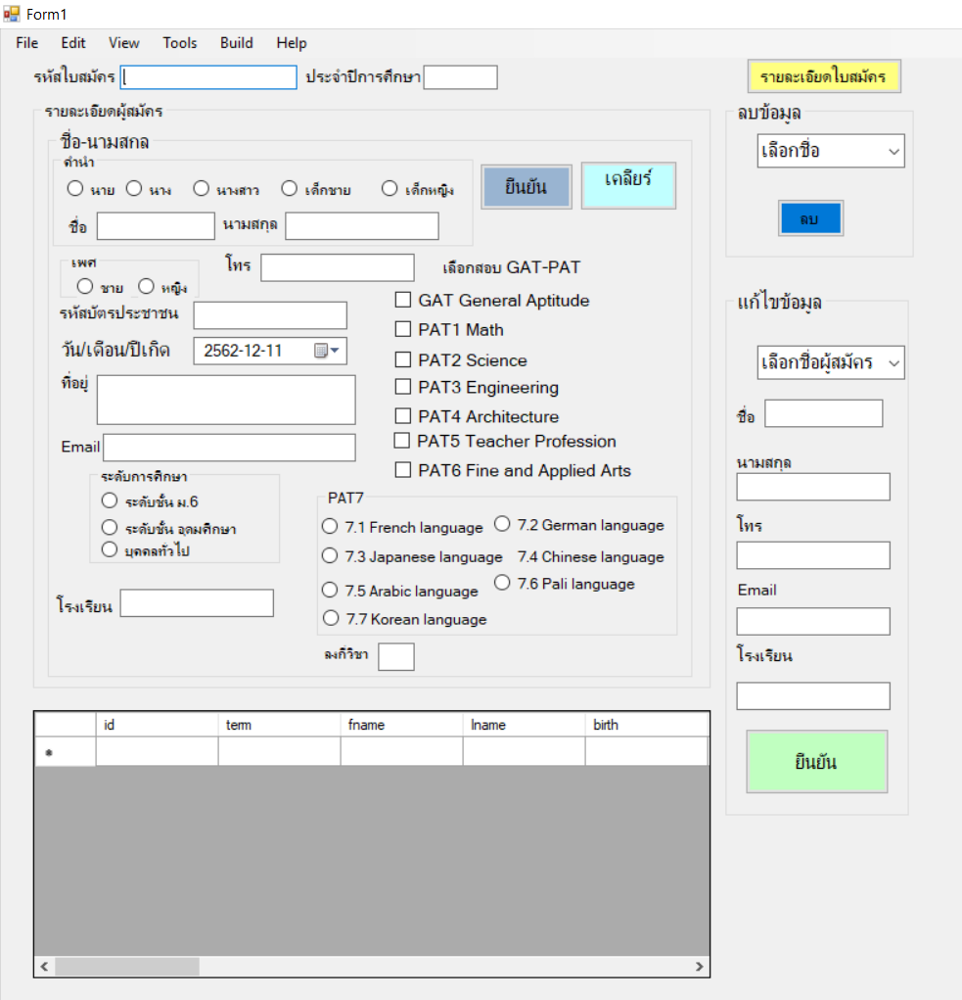 Form1
File Edit View Tools Build Help
รหัสใบสมัคร ประจำปีการศึกษา รายละเอียดใบสมัคร
รายละเอียดผู้สมัคร
ชื่อ-นามสกล
คำนำ
นาย นาง นางสาว เด็กชาย เด็กหญิง
ยืนยัน เคลียร์
ชื่อ นามสกุล
เพศ
ชาย หญิง
โทร
เลือกสอบ GAT-PAT
รหัสบัตรประชาชน
วัน/เดือน/ปีเกิด 2562-12-11
ที่อยู่
Email
GAT General Aptitude
PAT1 Math
PAT2 Science
PAT3 Engineering
PAT4 Architecture
PAT5 Teacher Profession
PAT6 Fine and Applied Arts
ระดับการศึกษา
ระดับชั้น ม.6
ระดับชั้น อุดมศึกษา
บุคคลทั่วไป
โรงเรียน
PAT7
7.1 French language 7.2 German language
7.3 Japanese language 7.4 Chinese language
7.5 Arabic language 7.6 Pali language
7.7 Korean language
ลงกี่วิชา
ลบข้อมูล
เลือกชื่อ
ลบ
แก้ไขข้อมูล
เลือกชื่อผู้สมัคร
ชื่อ
นามสกุล
โทร
Email
โรงเรียน
ยืนยัน
id term fname lname birth